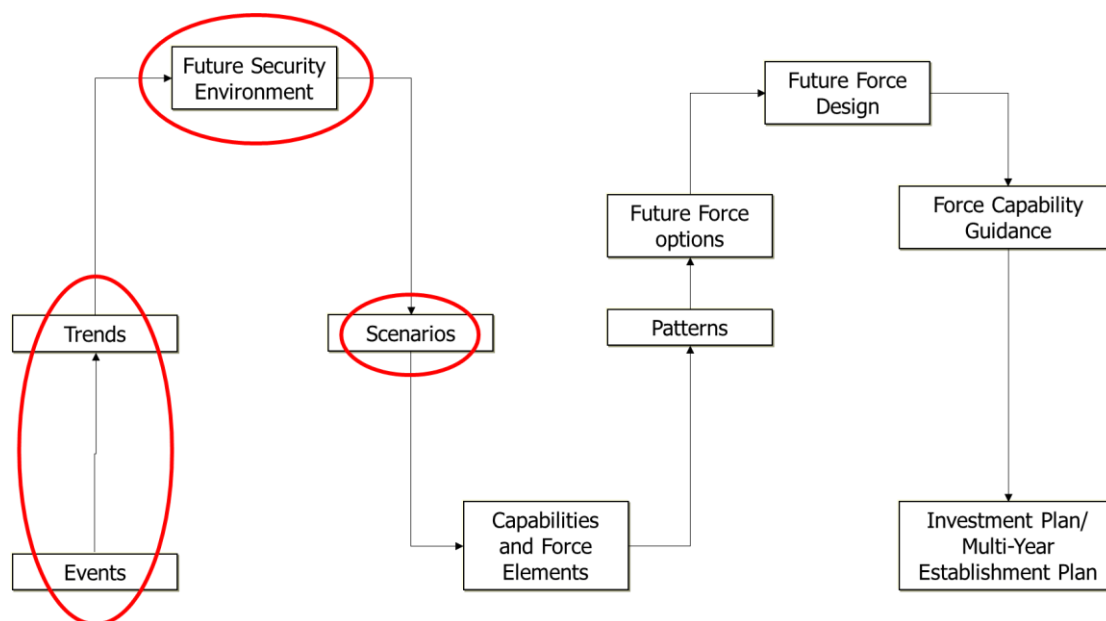 Future Security
Environment
Future Force
Design
Future Force
options
Force Capability
Guidance
Trends
Scenarios
Patterns
Capabilities
and Force
Elements
Investment Plan/
Multi-Year
Establishment Plan
Events